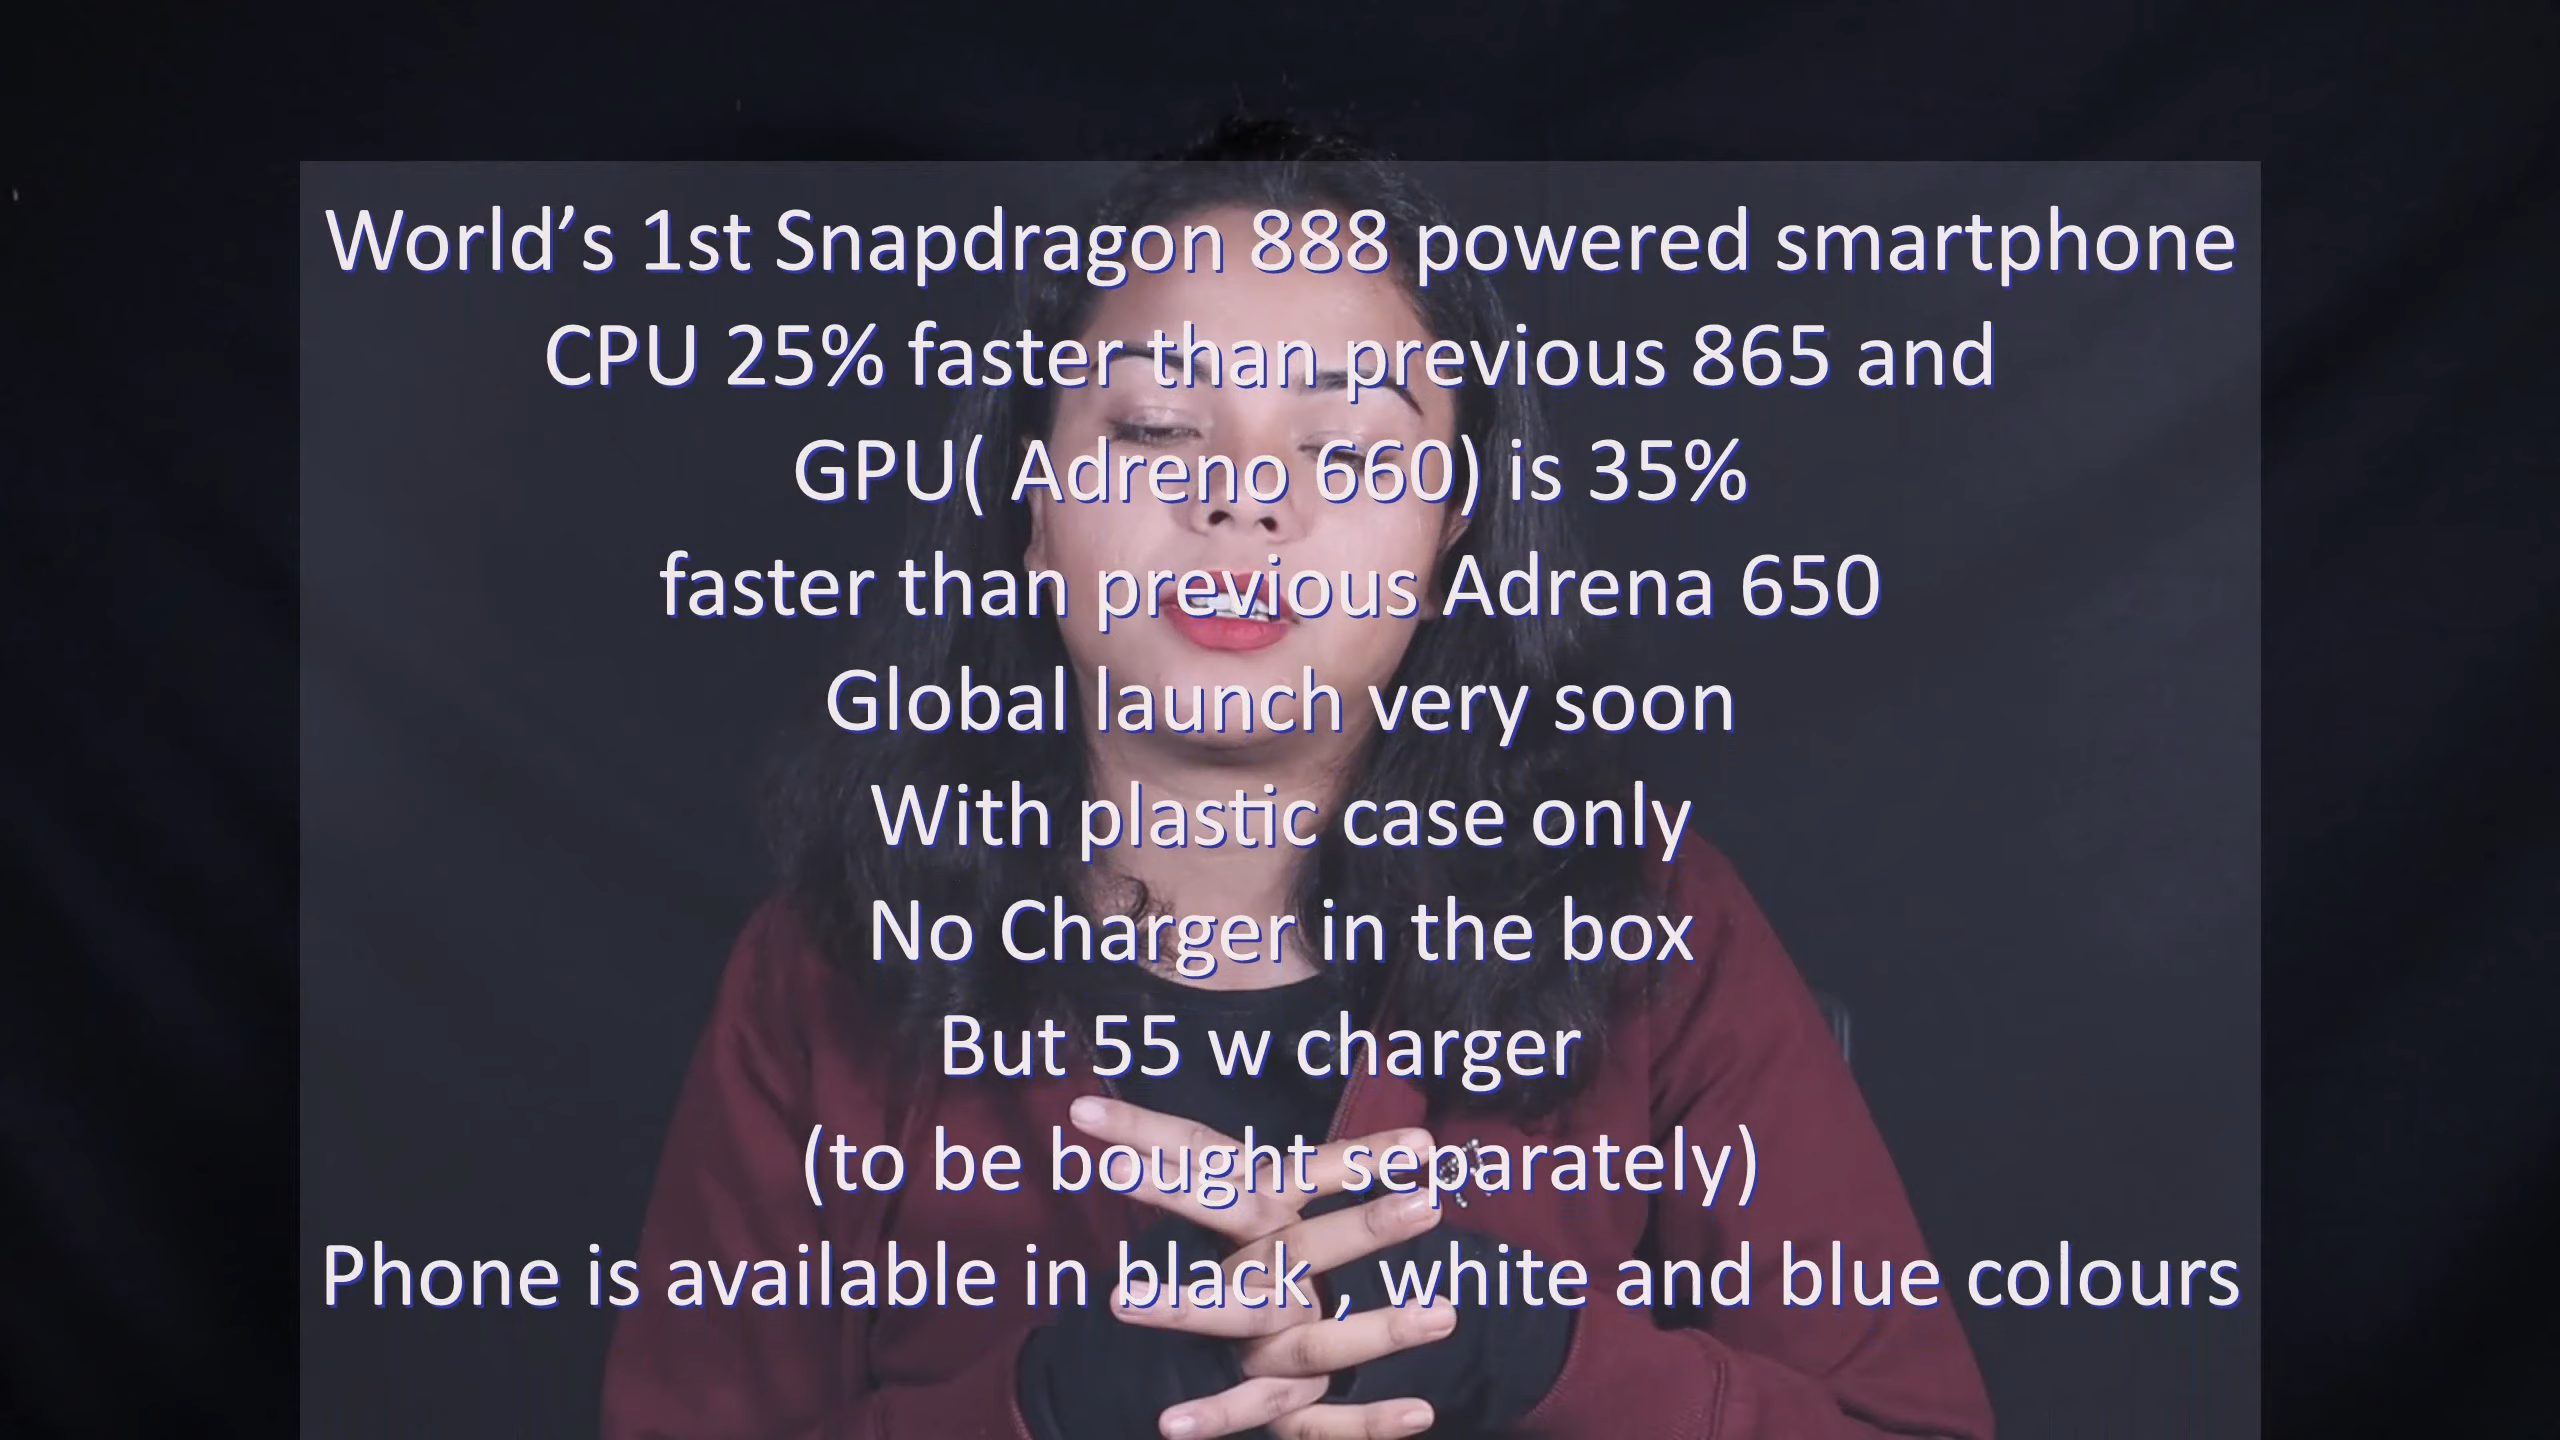 World’s 1st Snapdragon 888 powered smartphone
CPU 25% faster than previous 865 and
GPU( Adreno 660) is 35%
faster than previous Adrena 650
Global launch very soon
With plastic case only
No Charger in the box
But 55 w charger
(to be bought separately)
Phone is available in black , white and blue colours